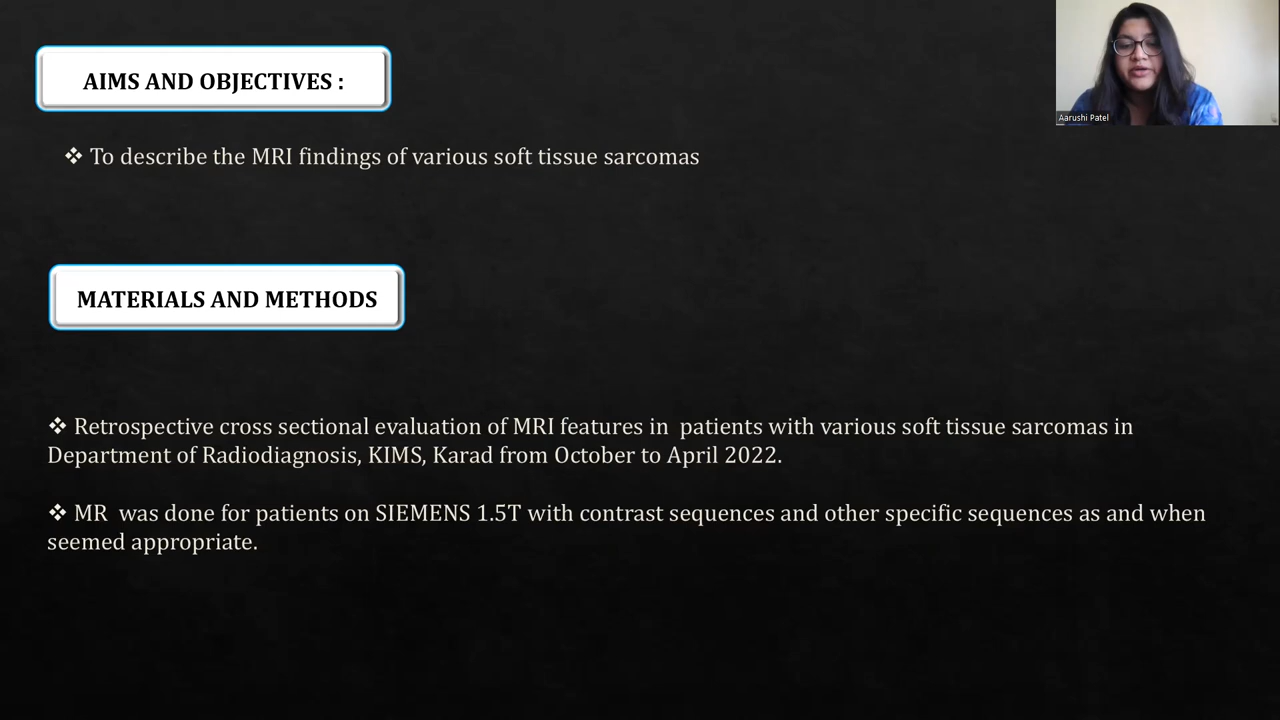 AIMS AND OBJECTIVES :
Aarushi Patel
❖ To describe the MRI findings of various soft tissue sarcomas
MATERIALS AND METHODS
❖ Retrospective cross sectional evaluation of MRI features in patients with various soft tissue sarcomas in
Department of Radiodiagnosis, KIMS, Karad from October to April 2022.
❖ MR was done for patients on SIEMENS 1.5T with contrast sequences and other specific sequences as and when
seemed appropriate.